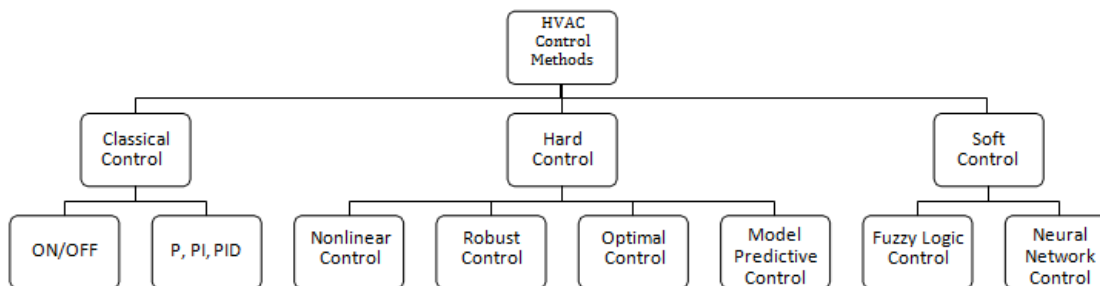 HVAC
Control
Methods
Classical
Control
Hard
Control
Soft
Control
ON/OFF
P, PI, PID
Nonlinear
Control
Robust
Control
Optimal
Control
Model
Predictive
Control
Fuzzy Logic
Control
Neural
Network
Control